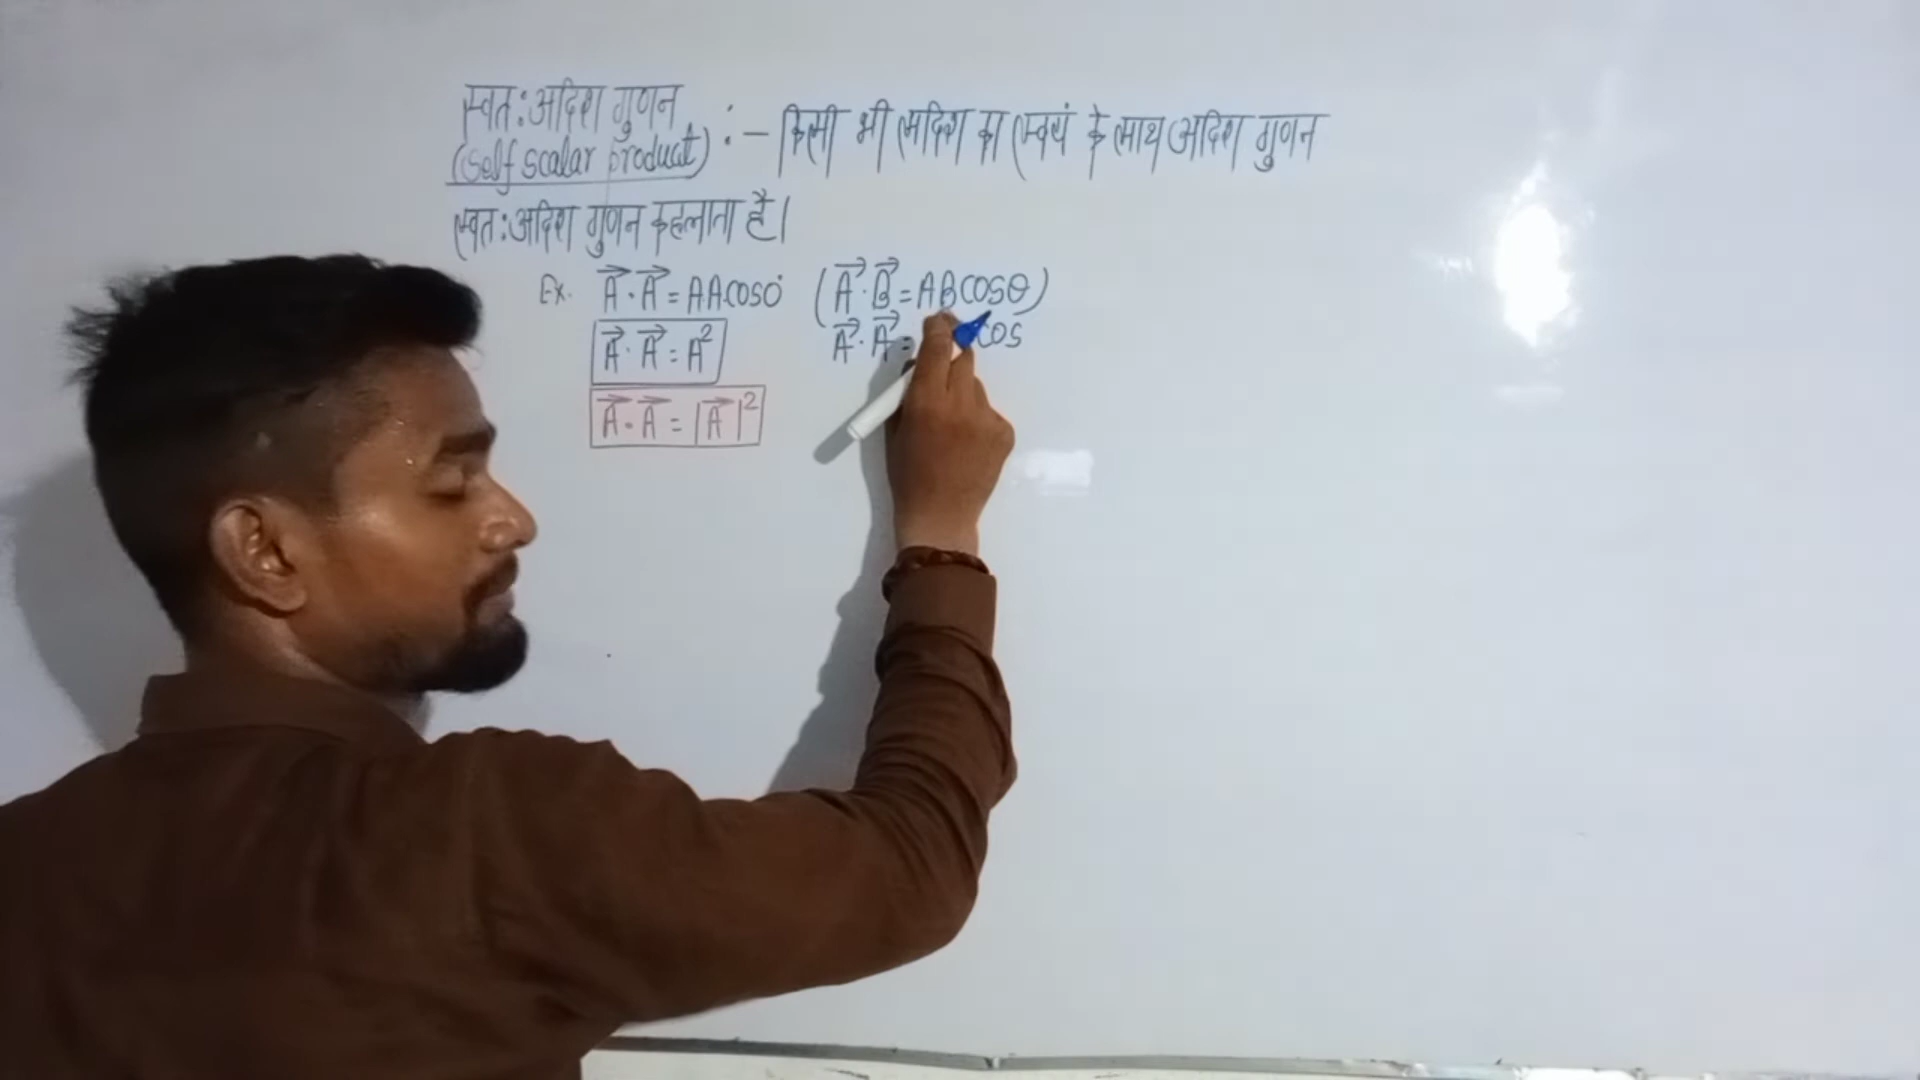 स्वत:अदिश गुणन
(self scalar product) :- किसी भी सदिश का स्वयं के साथ अदिश गुणन
स्वत:अदिश गुणन कहलाता है।
Ex. A⃗·A⃗ = A.A.COS0° (A⃗·B⃗ = ABCOSθ)
A⃗·A⃗ = A² A⃗·A⃗ = COS
A⃗·A⃗ = |A⃗|²